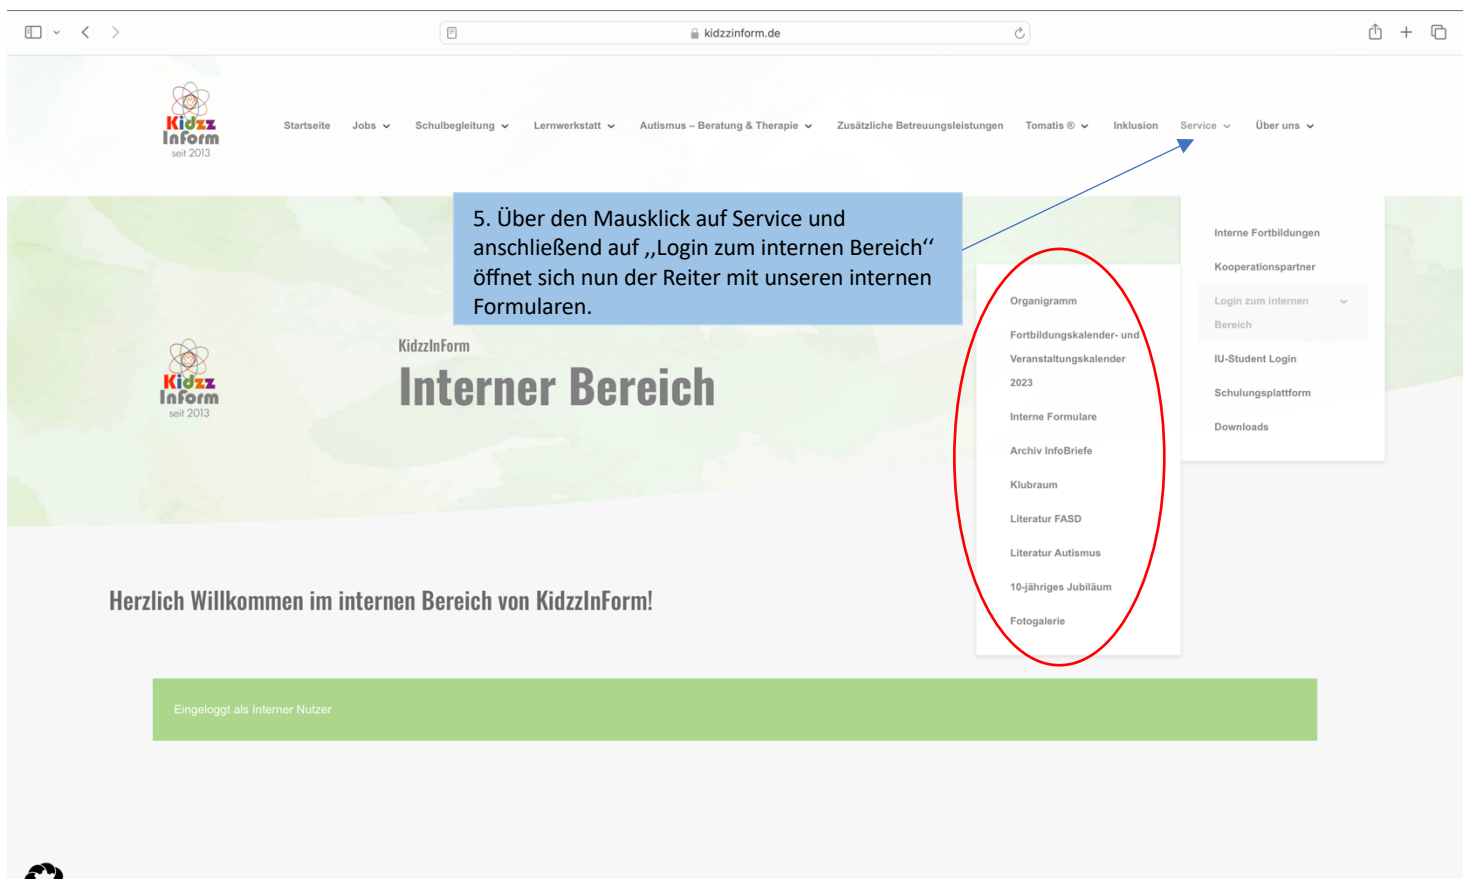 kidzzinform.de
Kidzz
InForm
seit 2013
Startseite Jobs Schulbegleitung Lernwerkstatt Autismus – Beratung & Therapie Zusätzliche Betreuungsleistungen Tomatis ® Inklusion Service Über uns
5. Über den Mausklick auf Service und
anschließend auf ,,Login zum internen Bereich‘‘
öffnet sich nun der Reiter mit unseren internen
Formularen.
Interne Fortbildungen
Kooperationspartner
Login zum internen
Bereich
IU-Student Login
Schulungsplattform
Downloads
Organigramm
Fortbildungskalender- und
Veranstaltungskalender
2023
Interne Formulare
Archiv InfoBriefe
Klubraum
Literatur FASD
Literatur Autismus
10-jähriges Jubiläum
Fotogalerie
Kidzz
InForm
seit 2013
KidzzInForm
Interner Bereich
Herzlich Willkommen im internen Bereich von KidzzInForm!
Eingeloggt als Interner Nutzer